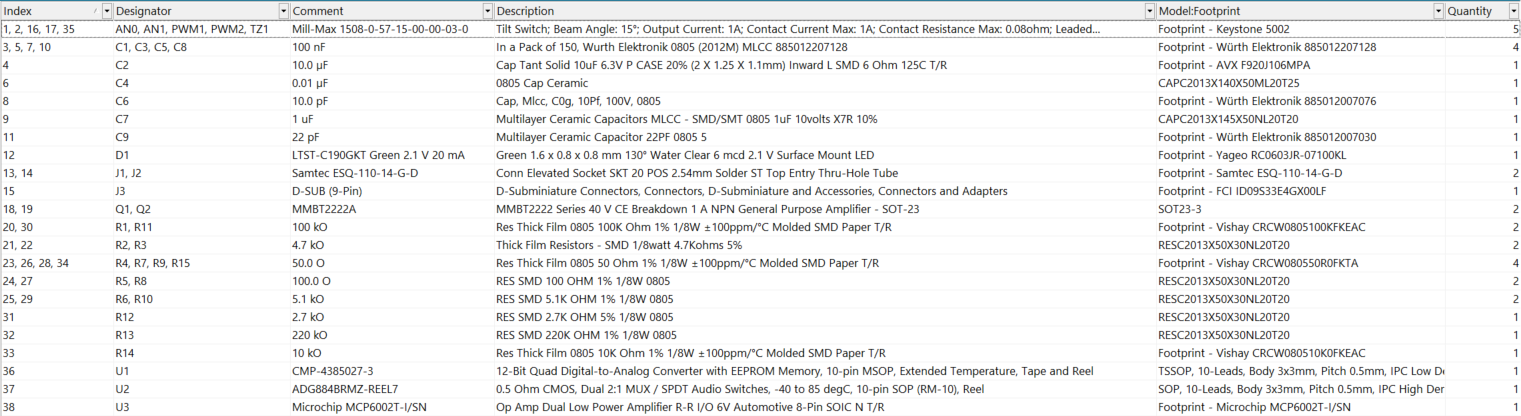 Index Designator Comment Description Model:Footprint Quantity
1, 2, 16, 17, 35 AN0, AN1, PWM1, PWM2, TZ1 Mill-Max 1508-0-57-15-00-00-03-0 Tilt Switch; Beam Angle: 15°; Output Current: 1A; Contact Current Max: 1A; Contact Resistance Max: 0.08ohm; Leaded... Footprint - Keystone 5002 5
3, 5, 7, 10 C1, C3, C5, C8 100 nF In a Pack of 150, Wurth Elektronik 0805 (2012M) MLCC 885012207128 Footprint - Würth Elektronik 885012207128 4
4 C2 10.0 µF Cap Tant Solid 10uF 6.3V P CASE 20% (2 X 1.25 X 1.1mm) Inward L SMD 6 Ohm 125C T/R Footprint - AVX F920J106MPA 1
6 C4 0.01 µF 0805 Cap Ceramic CAPC2013X140X50ML20T25 1
8 C6 10.0 pF Cap, Mlcc, C0g, 10Pf, 100V, 0805 Footprint - Würth Elektronik 885012007076 1
9 C7 1 uF Multilayer Ceramic Capacitors MLCC - SMD/SMT 0805 1uF 10volts X7R 10% CAPC2013X145X50NL20T20 1
11 C9 22 pF Multilayer Ceramic Capacitor 22PF 0805 5 Footprint - Würth Elektronik 885012007030 1
12 D1 LTST-C190GKT Green 2.1 V 20 mA Green 1.6 x 0.8 x 0.8 mm 130° Water Clear 6 mcd 2.1 V Surface Mount LED Footprint - Yageo RC0603JR-07100KL 1
13, 14 J1, J2 Samtec ESQ-110-14-G-D Conn Elevated Socket SKT 20 POS 2.54mm Solder ST Top Entry Thru-Hole Tube Footprint - Samtec ESQ-110-14-G-D 2
15 J3 D-SUB (9-Pin) D-Subminiature Connectors, Connectors, D-Subminiature and Accessories, Connectors and Adapters Footprint - FCI ID09S33E4GX00LF 1
18, 19 Q1, Q2 MMBT2222A MMBT2222 Series 40 V CE Breakdown 1 A NPN General Purpose Amplifier - SOT-23 SOT23-3 2
20, 30 R1, R11 100 kO Res Thick Film 0805 100K Ohm 1% 1/8W ±100ppm/°C Molded SMD Paper T/R Footprint - Vishay CRCW0805100KFKEAC 2
21, 22 R2, R3 4.7 kO Thick Film Resistors - SMD 1/8watt 4.7Kohms 5% RESC2013X50X30NL20T20 2
23, 26, 28, 34 R4, R7, R9, R15 50.0 O Res Thick Film 0805 50 Ohm 1% 1/8W ±100ppm/°C Molded SMD Paper T/R Footprint - Vishay CRCW080550R0FKTA 4
24, 27 R5, R8 100.0 O RES SMD 100 OHM 1% 1/8W 0805 RESC2013X50X30NL20T20 2
25, 29 R6, R10 5.1 kO RES SMD 5.1K OHM 1% 1/8W 0805 RESC2013X50X30NL20T20 2
31 R12 2.7 kO RES SMD 2.7K OHM 5% 1/8W 0805 RESC2013X50X30NL20T20 1
32 R13 220 kO RES SMD 220K OHM 1% 1/8W 0805 RESC2013X50X30NL20T20 1
33 R14 10 kO Res Thick Film 0805 10K Ohm 1% 1/8W ±100ppm/°C Molded SMD Paper T/R Footprint - Vishay CRCW080510K0FKEAC 1
36 U1 CMP-4385027-3 12-Bit Quad Digital-to-Analog Converter with EEPROM Memory, 10-pin MSOP, Extended Temperature, Tape and Reel TSSOP, 10-Leads, Body 3x3mm, Pitch 0.5mm, IPC Low De 1
37 U2 ADG884BRMZ-REEL7 0.5 Ohm CMOS, Dual 2:1 MUX / SPDT Audio Switches, -40 to 85 degC, 10-pin SOP (RM-10), Reel SOP, 10-Leads, Body 3x3mm, Pitch 0.5mm, IPC High Der 1
38 U3 Microchip MCP6002T-I/SN Op Amp Dual Low Power Amplifier R-R I/O 6V Automotive 8-Pin SOIC N T/R Footprint - Microchip MCP6002T-I/SN 1